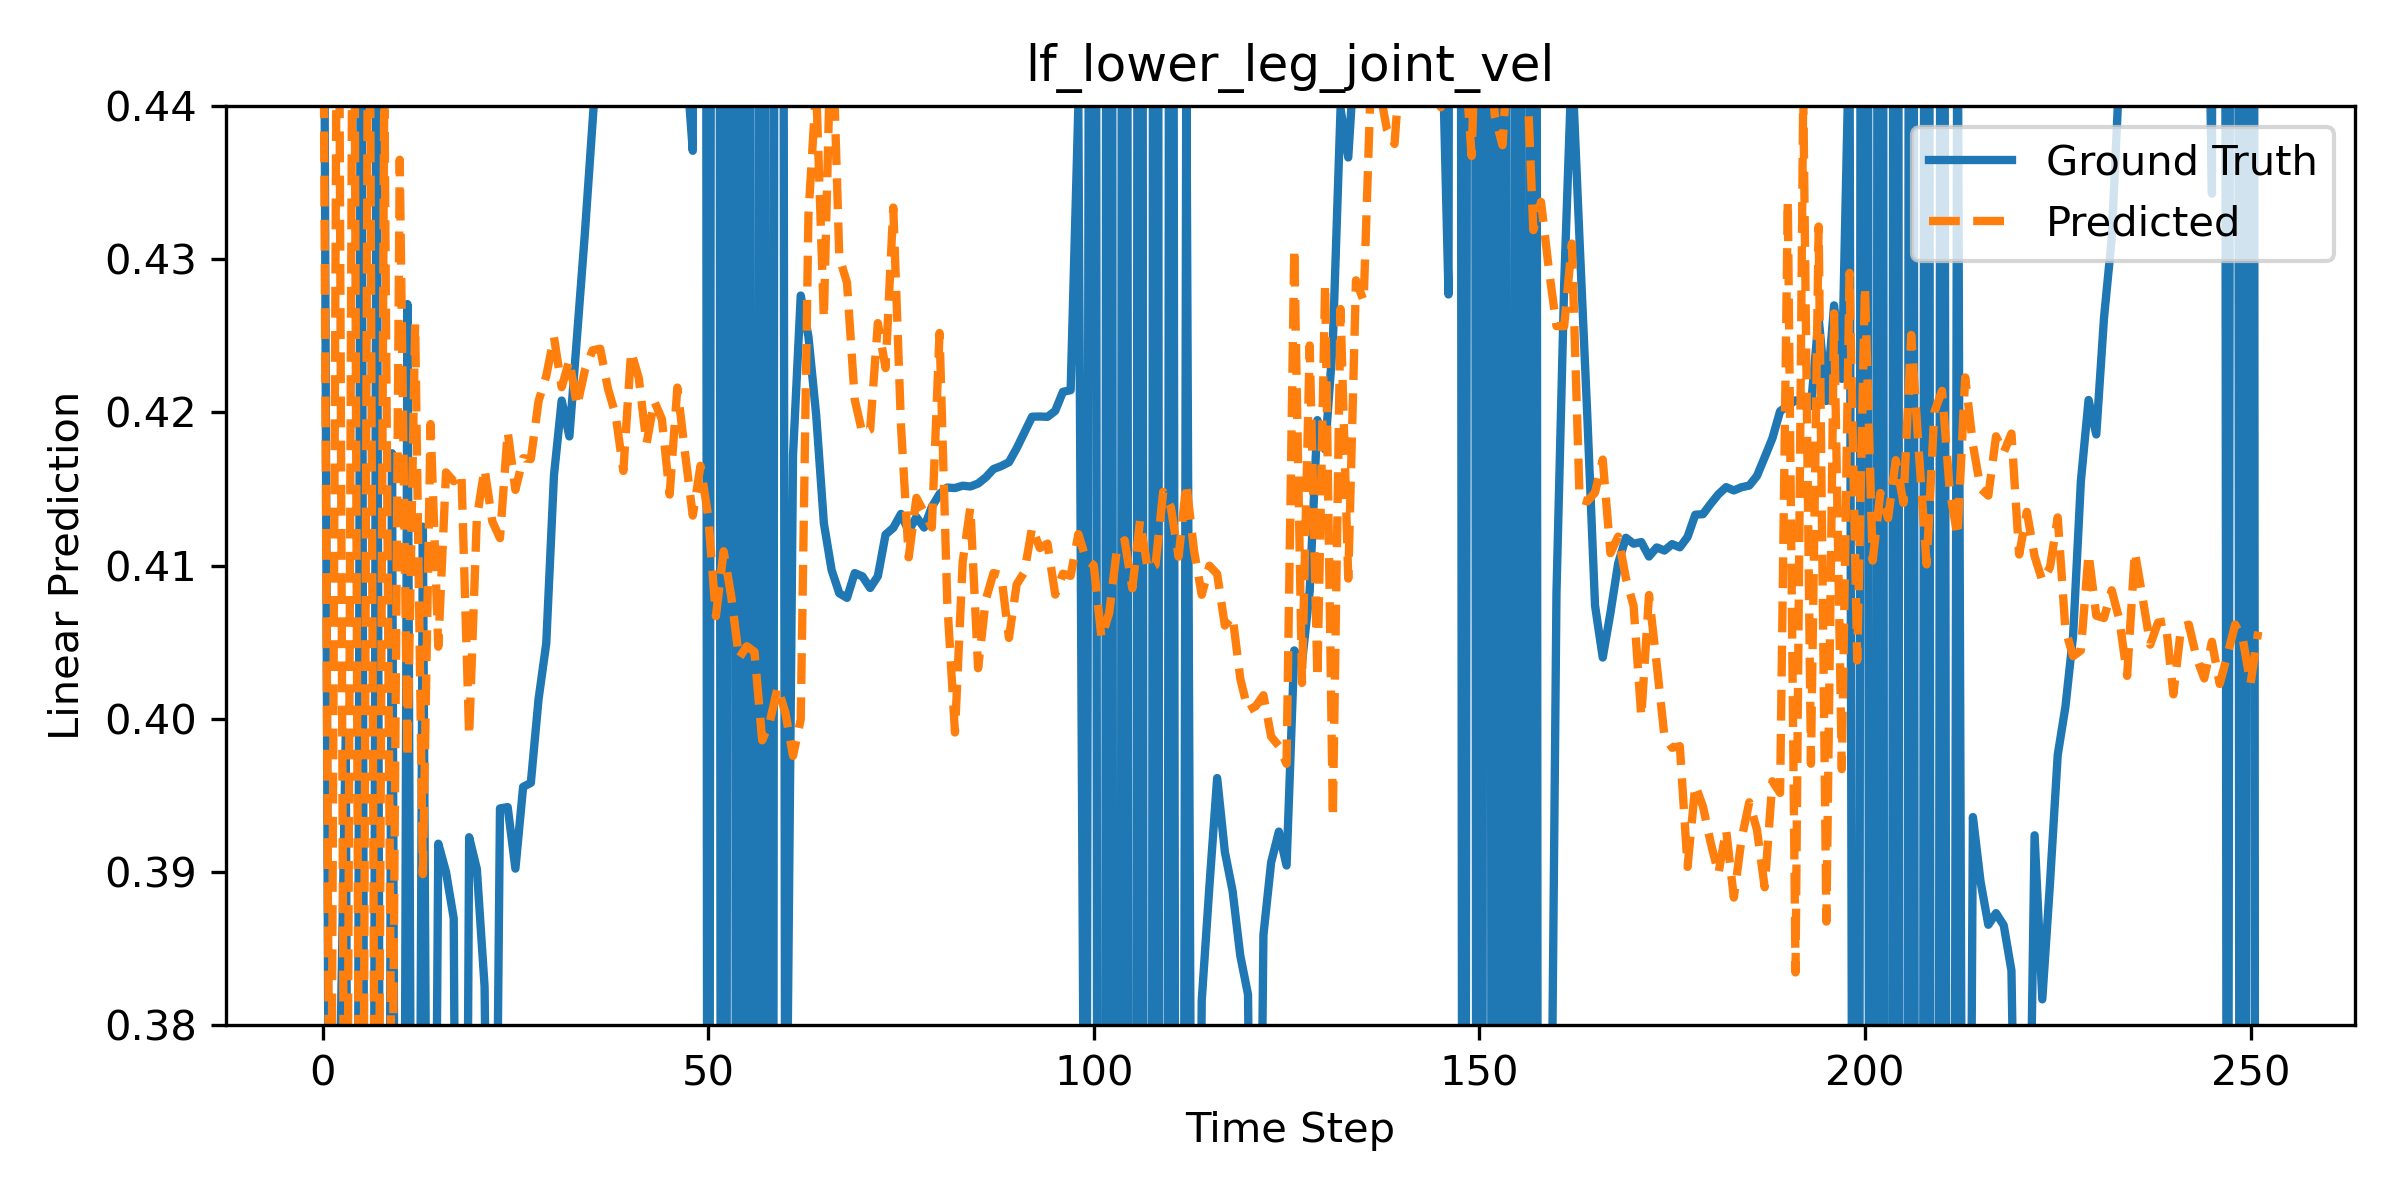 lf_lower_leg_joint_vel
Linear Prediction
0.44
0.43
0.42
0.41
0.40
0.39
0.38
Ground Truth
Predicted
0 50 100 150 200 250
Time Step